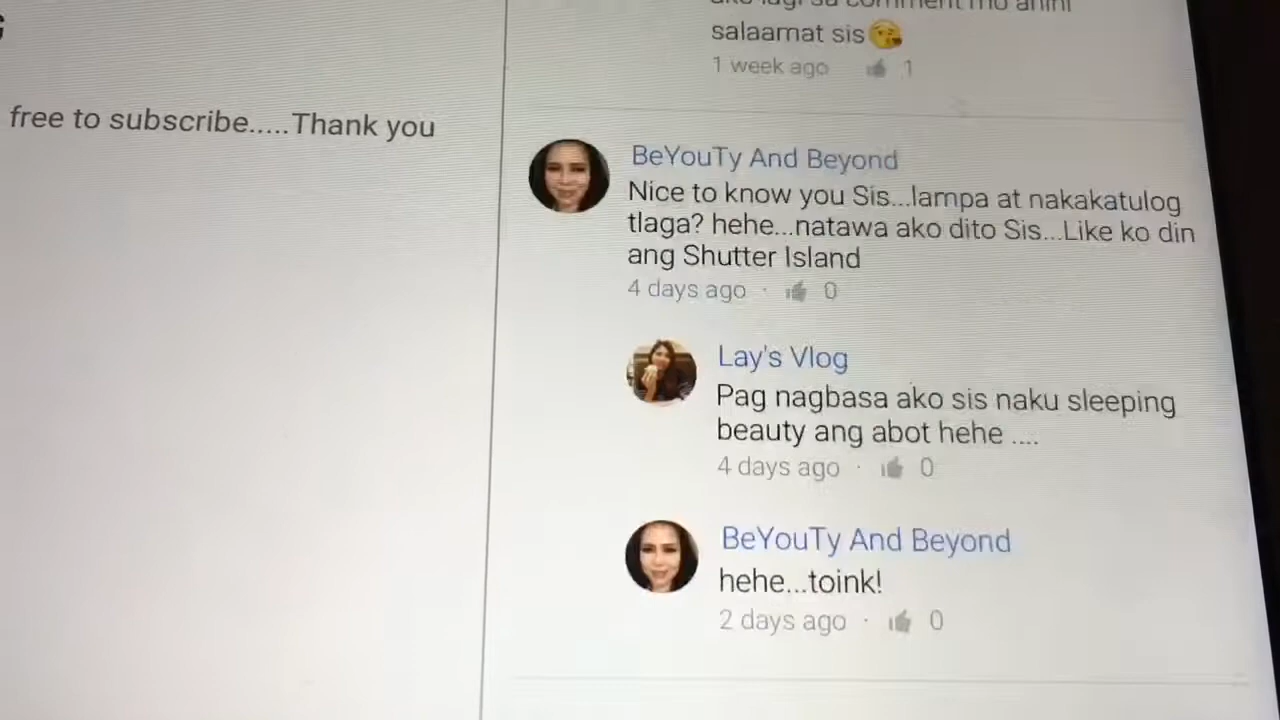 free to subscribe.....Thank you
salaamat sis
1 week ago 1
BeYouTy And Beyond
Nice to know you Sis...lampa at nakakatulog
tlaga? hehe...natawa ako dito Sis...Like ko din
ang Shutter Island
4 days ago · 0
Lay's Vlog
Pag nagbasa ako sis naku sleeping
beauty ang abot hehe ....
4 days ago · 0
BeYouTy And Beyond
hehe...toink!
2 days ago · 0